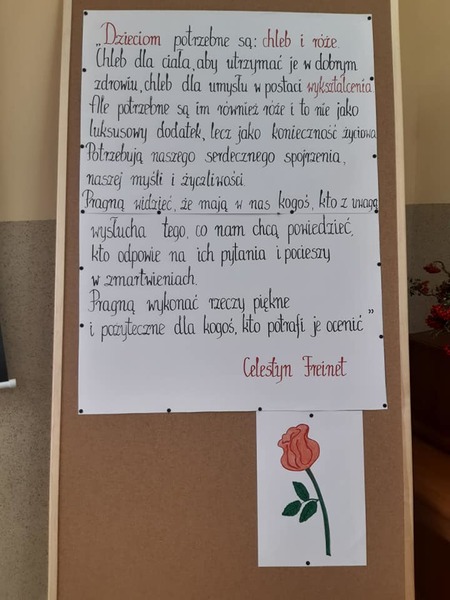 „Dzieciom potrzebne są: chleb i róże.
Chleb dla ciała, aby utrzymać je w dobrym
zdrowiu, chleb dla umysłu w postaci wykształcenia.
Ale potrzebne są im również róże i to nie jako
luksusowy dodatek, lecz jako konieczność życiowa.
Potrzebują naszego serdecznego spojrzenia,
naszej myśli i życzliwości.
Pragną widzieć, że mają w nas kogoś, kto z uwagą
wysłucha tego, co nam chcą powiedzieć,
kto odpowie na ich pytania i pocieszy
w zmartwieniach.
Pragną wykonać rzeczy piękne
i pożyteczne dla kogoś, kto potrafi je ocenić”
Celestyn Freinet